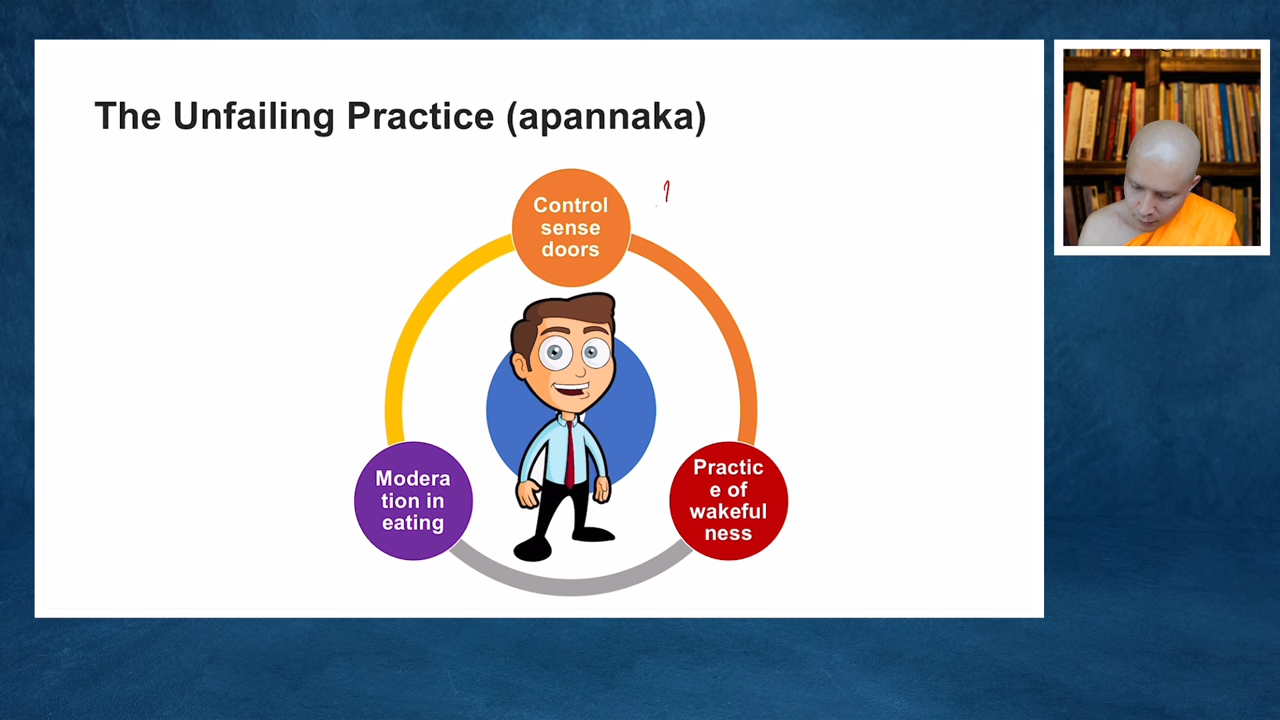 The Unfailing Practice (apannaka)
Control
sense
doors
Modera
tion in
eating
Practic
e of
wakeful
ness